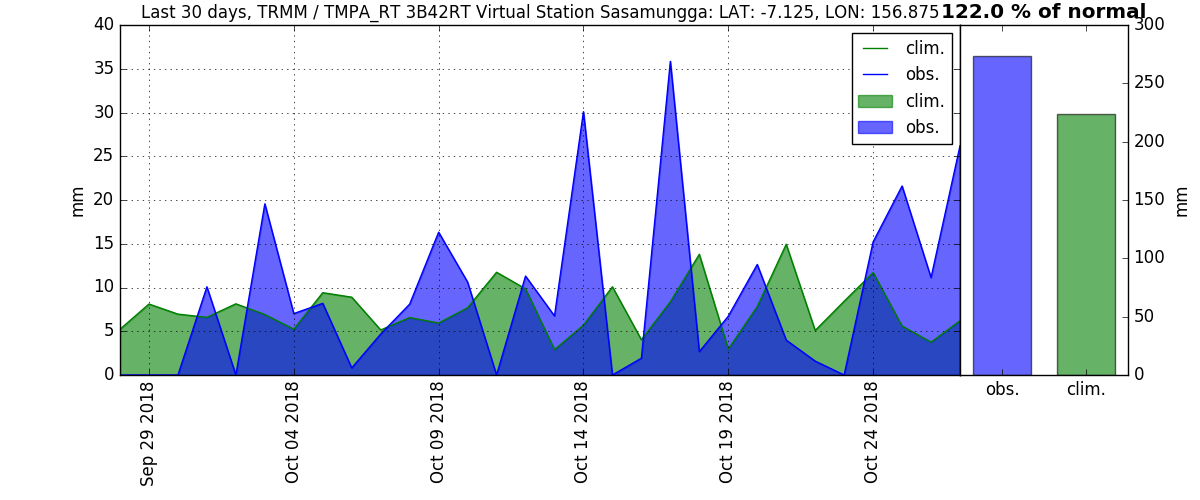 Last 30 days, TRMM / TMPA_RT 3B42RT Virtual Station Sasamungga: LAT: -7.125, LON: 156.875
122.0 % of normal
40
35
30
25
20
15
10
5
0
mm
clim.
obs.
clim.
obs.
Sep 29 2018
Oct 04 2018
Oct 09 2018
Oct 14 2018
Oct 19 2018
Oct 24 2018
300
250
200
150
100
50
0
mm
obs.
clim.